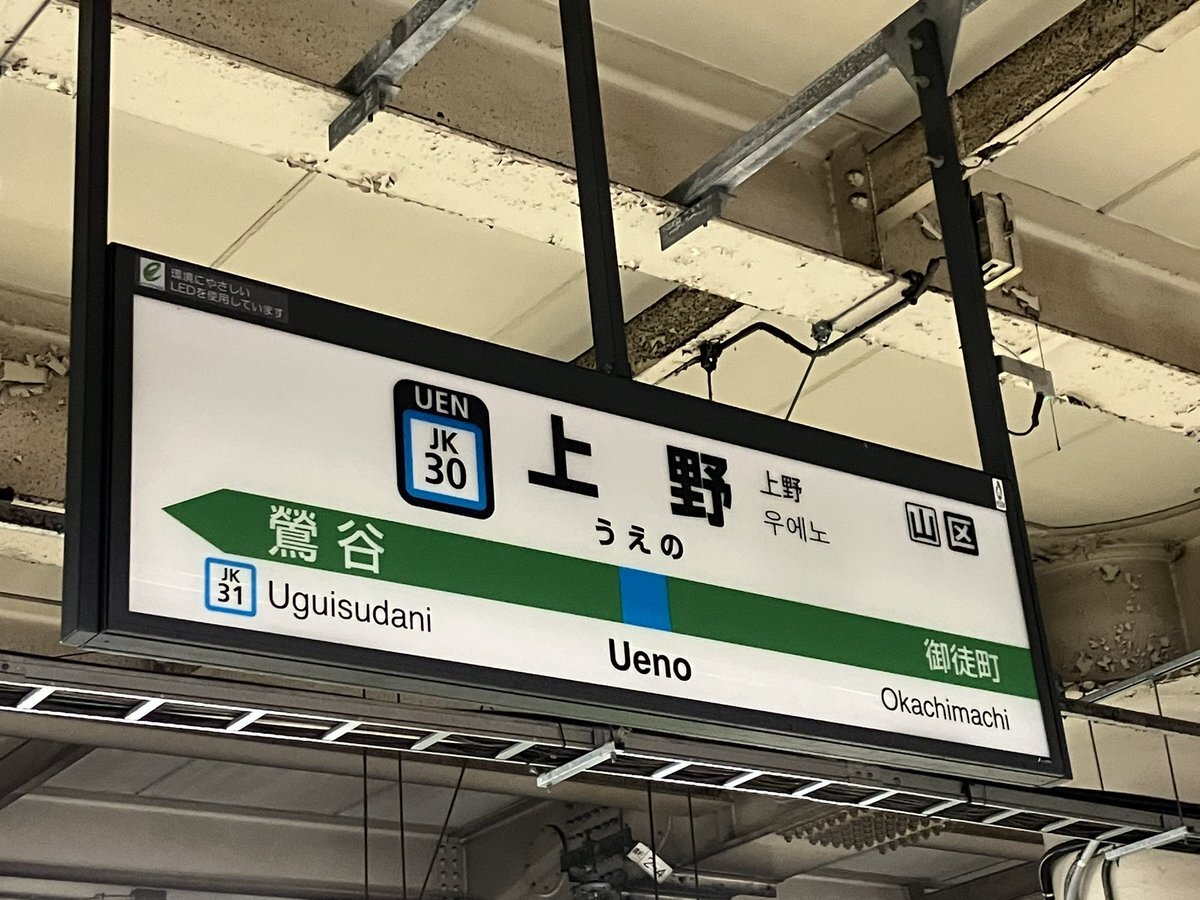 環境にやさしい
LEDを使用しています
UEN
JK
30
上野
うえの
上野
우에노
山区
鶯谷
御徒町
JK
31
Uguisudani
Ueno
Okachimachi